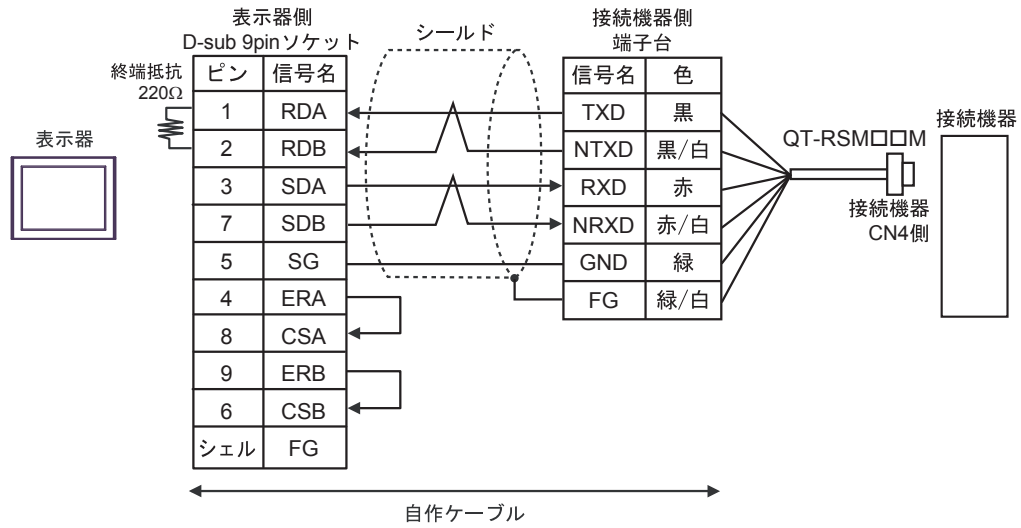 表示器側
D-sub 9pinソケット
シールド
接続機器側
端子台
終端抵抗
220Ω
ピン 信号名
1 RDA
2 RDB
3 SDA
7 SDB
5 SG
4 ERA
8 CSA
9 ERB
6 CSB
シェル FG
信号名 色
TXD 黒
NTXD 黒/白
RXD 赤
NRXD 赤/白
GND 緑
FG 緑/白
表示器
QT-RSM□□M
接続機器
接続機器
CN4側
自作ケーブル